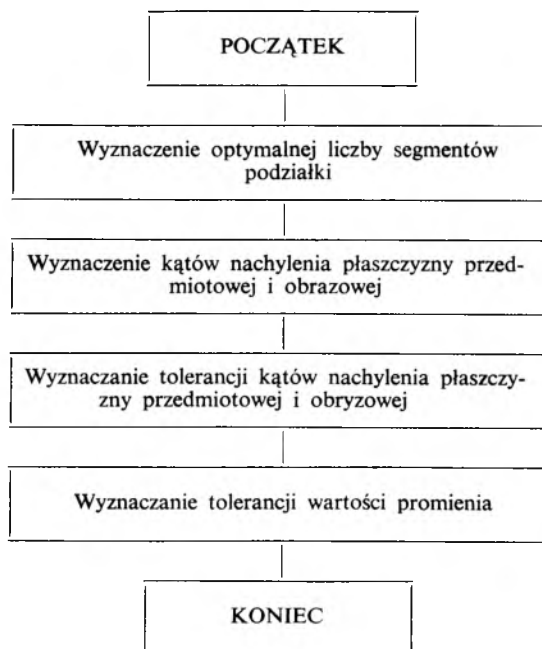 POCZĄTEK
Wyznaczenie optymalnej liczby segmentów
podziałki
Wyznaczenie kątów nachylenia płaszczyzny przed-
miotowej i obrazowej
Wyznaczanie tolerancji kątów nachylenia płaszczy-
zny przedmiotowej i obryzowej
Wyznaczanie tolerancji wartości promienia
KONIEC